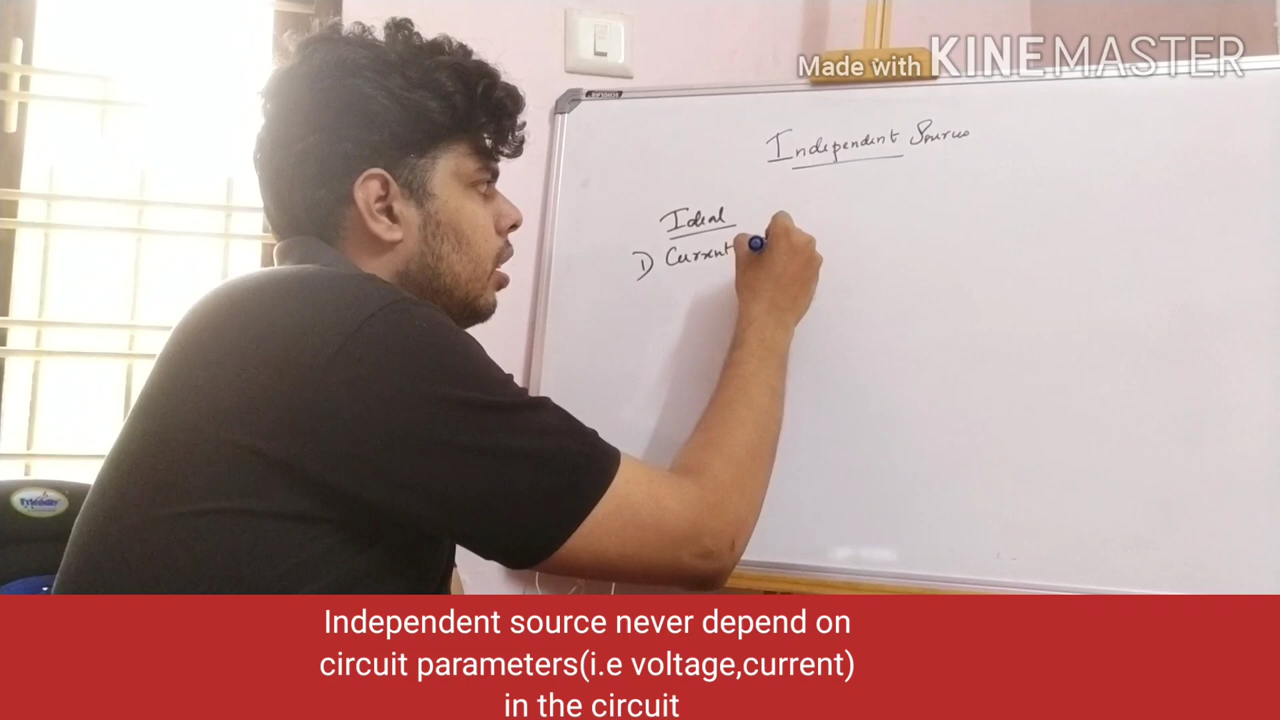 Made with KINEMASTER
Independent Sources
Ideal
1) Current
Independent source never depend on
circuit parameters(i.e voltage,current)
in the circuit